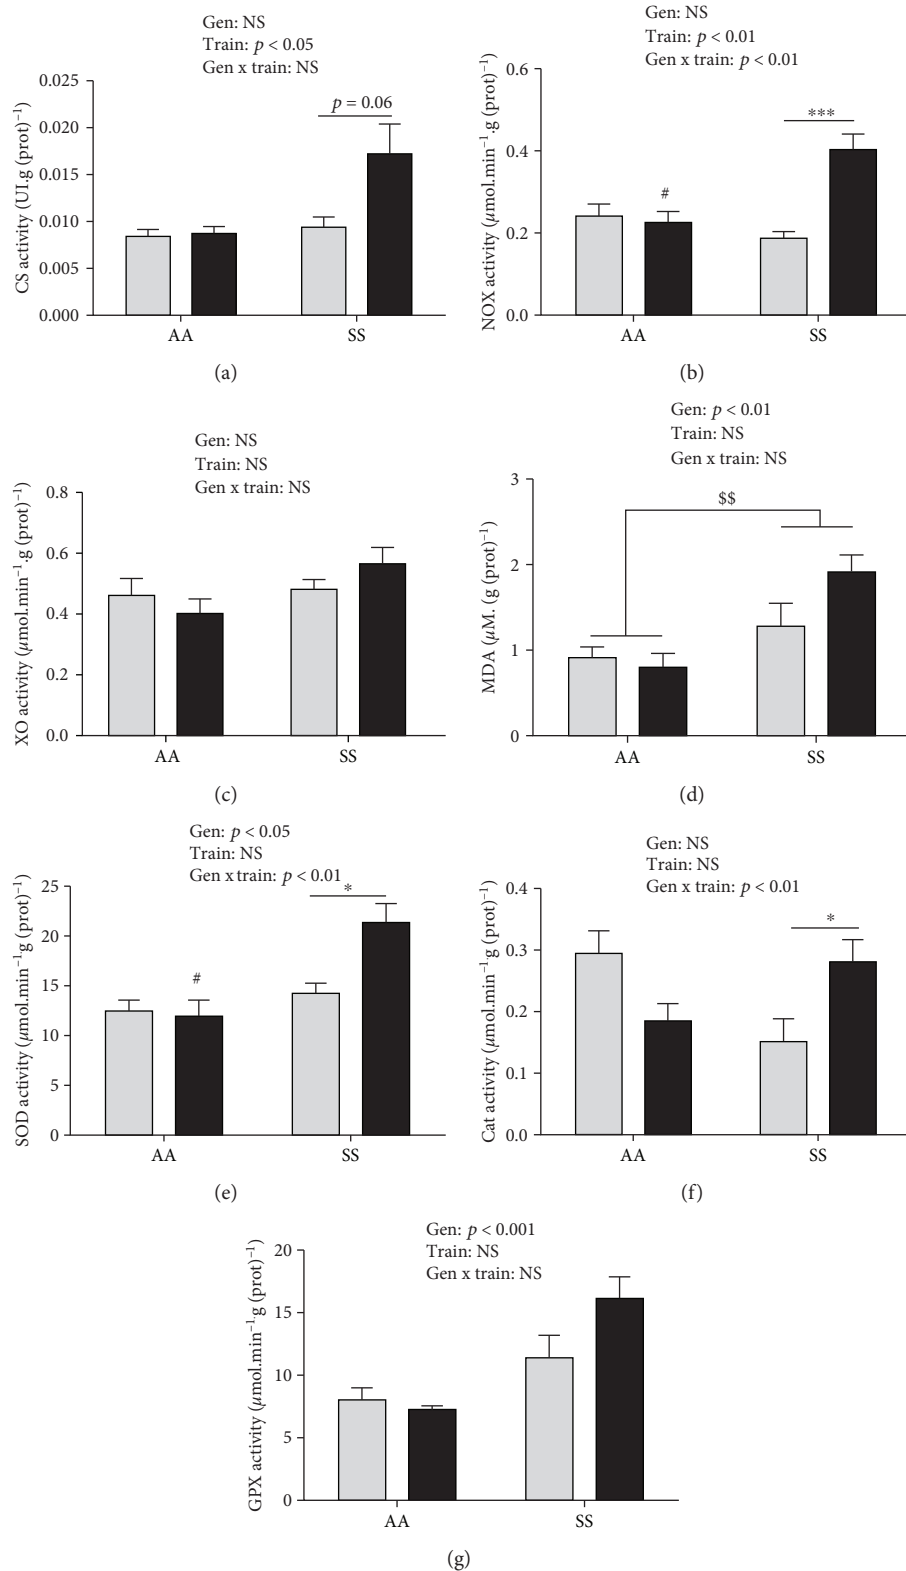 Gen: NS
Train: p < 0.05
Gen x train: NS
CS activity (UI.g (prot)⁻¹)
0.025
0.020
0.015
0.010
0.005
0.000
p = 0.06
AA
SS
(a)
Gen: NS
Train: p < 0.01
Gen x train: p < 0.01
NOX activity (µmol.min⁻¹.g (prot)⁻¹)
0.6
0.4
0.2
0.0
#
***
AA
SS
(b)
Gen: NS
Train: NS
Gen x train: NS
XO activity (µmol.min⁻¹.g (prot)⁻¹)
0.8
0.6
0.4
0.2
0.0
AA
SS
(c)
Gen: p < 0.01
Train: NS
Gen x train: NS
MDA (µM. (g (prot)⁻¹)
3
2
1
0
$$
AA
SS
(d)
Gen: p < 0.05
Train: NS
Gen x train: p < 0.01
SOD activity (µmol.min⁻¹.g (prot)⁻¹)
25
20
15
10
5
0
#
*
AA
SS
(e)
Gen: NS
Train: NS
Gen x train: p < 0.01
Cat activity (µmol.min⁻¹.g (prot)⁻¹)
0.4
0.3
0.2
0.1
0.0
*
AA
SS
(f)
Gen: p < 0.001
Train: NS
Gen x train: NS
GPX activity (µmol.min⁻¹.g (prot)⁻¹)
20
15
10
5
0
AA
SS
(g)